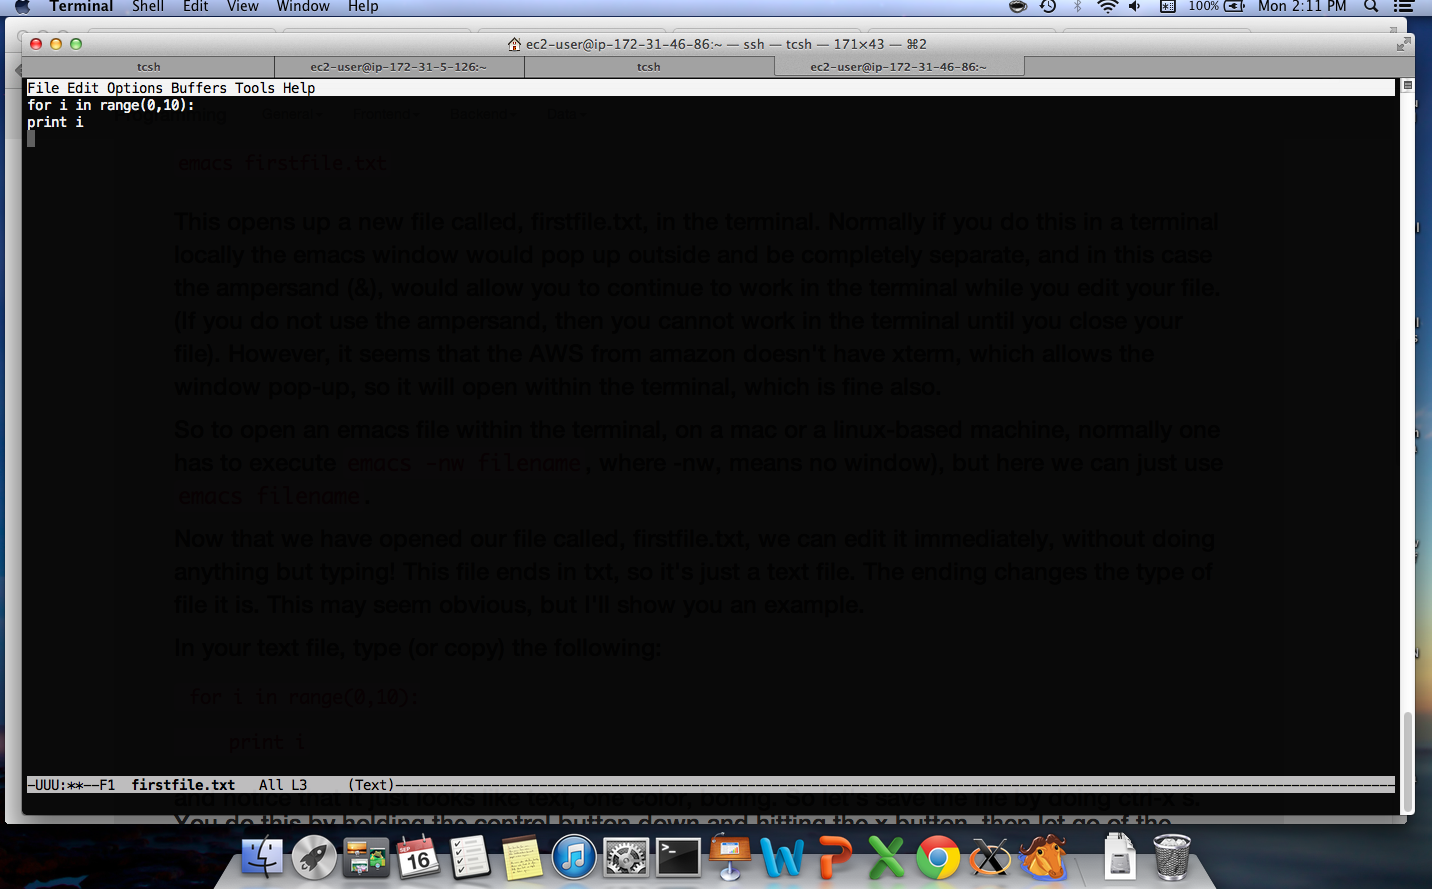 Terminal Shell Edit View Window Help 100% Mon 2:11 PM
ec2-user@ip-172-31-46-86:~ — ssh — tcsh — 171×43 — ⌘2
tcsh ec2-user@ip-172-31-5-126:~ tcsh ec2-user@ip-172-31-46-86:~
File Edit Options Buffers Tools Help
for i in range(0,10):
print i
Programming General Frontend Backend Data
emacs firstfile.txt
This opens up a new file called, firstfile.txt, in the terminal. Normally if you do this in a terminal
locally the emacs window would pop up outside and be completely separate, and in this case
the ampersand (&), would allow you to continue to work in the terminal while you edit your file.
(If you do not use the ampersand, then you cannot work in the terminal until you close your
file). However, it seems that the AWS from amazon doesn't have xterm, which allows the
window pop-up, so it will open within the terminal, which is fine also.
So to open an emacs file within the terminal, on a mac or a linux-based machine, normally one
has to execute emacs -nw filename, where -nw, means no window), but here we can just use
emacs filename.
Now that we have opened our file called, firstfile.txt, we can edit it immediately, without doing
anything but typing! This file ends in txt, so it's just a text file. The ending changes the type of
file it is. This may seem obvious, but I'll show you an example.
In your text file, type (or copy) the following:
for i in range(0,10):
print i
-UUU:**--F1 firstfile.txt All L3 (Text)
and notice that it just looks like text, one color, boring. So let's save the file by doing ctrl-x s.
You do this by holding the control button down and hitting the x button, then let go of the
SEP
16